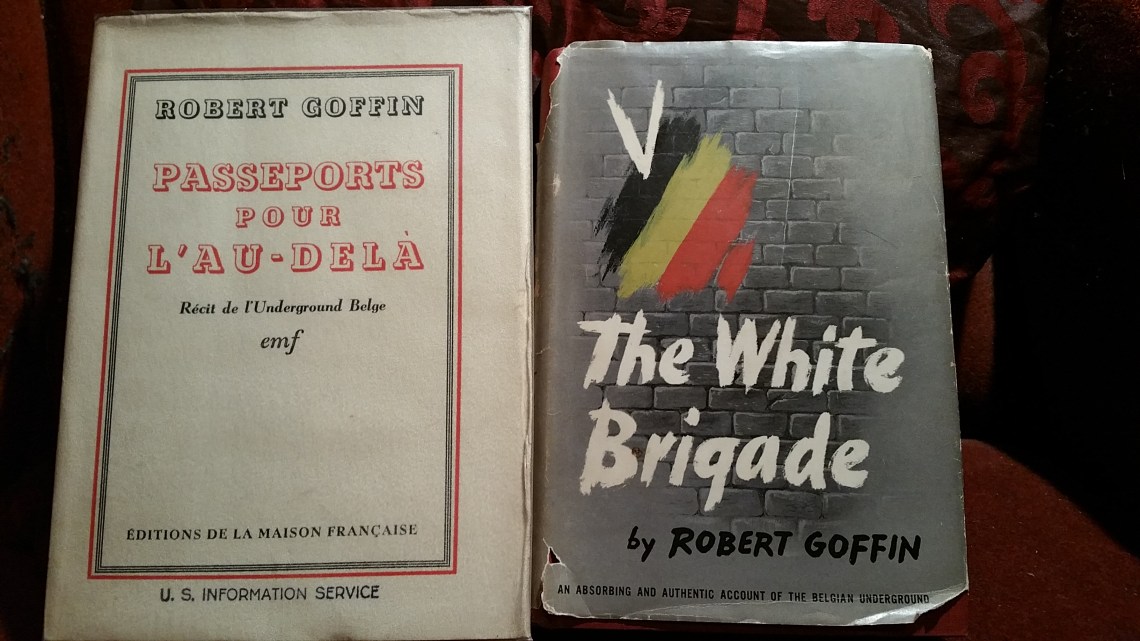 ROBERT GOFFIN
PASSEPORTS
POUR
L'AU-DELÀ
Récit de l'Underground Belge
emf
ÉDITIONS DE LA MAISON FRANÇAISE
U. S. INFORMATION SERVICE
V
The White
Brigade
by ROBERT GOFFIN
AN ABSORBING AND AUTHENTIC ACCOUNT OF THE BELGIAN UNDERGROUND